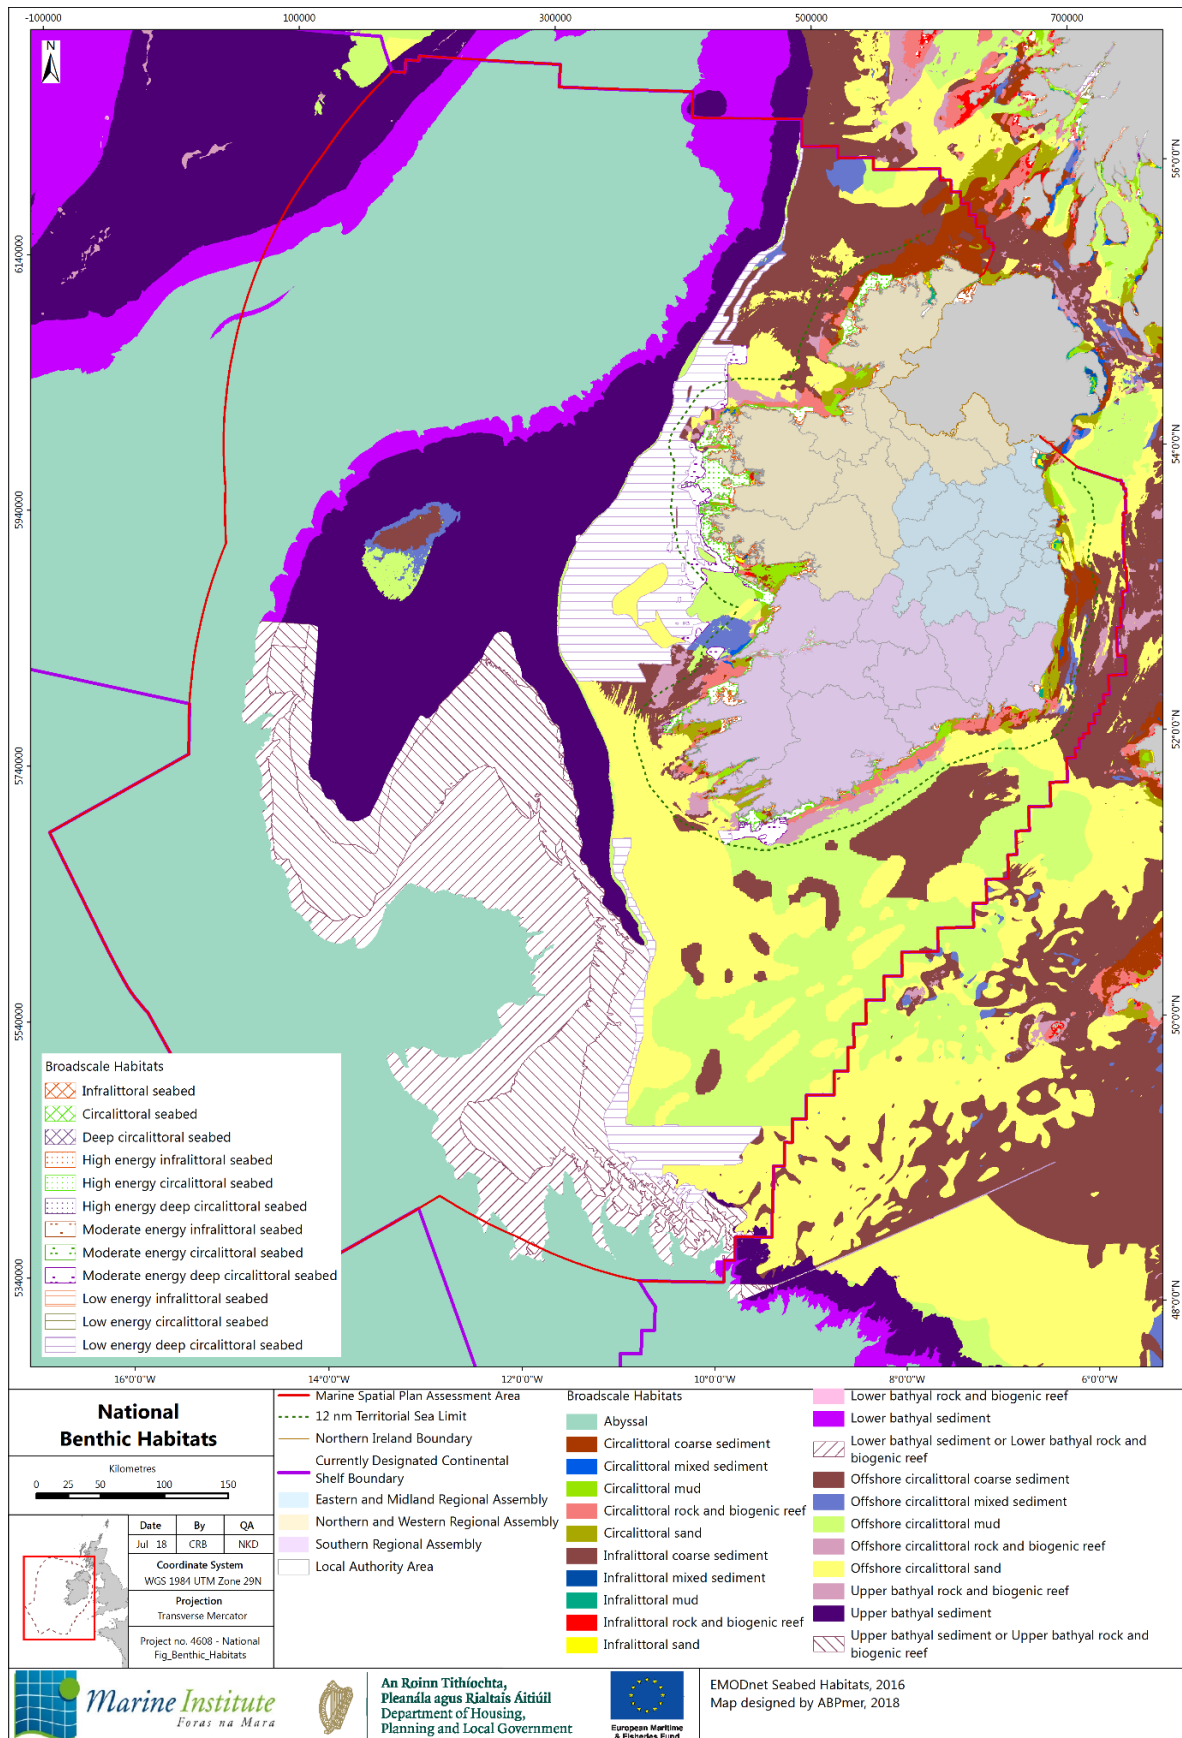 -100000 100000 300000 500000 700000
N
56°0'0"N
6140000
54°0'0"N
5940000
52°0'0"N
5740000
50°0'0"N
5540000
48°0'0"N
5340000
Broadscale Habitats
Infralittoral seabed
Circalittoral seabed
Deep circalittoral seabed
High energy infralittoral seabed
High energy circalittoral seabed
High energy deep circalittoral seabed
Moderate energy infralittoral seabed
Moderate energy circalittoral seabed
Moderate energy deep circalittoral seabed
Low energy infralittoral seabed
Low energy circalittoral seabed
Low energy deep circalittoral seabed
16°0'0"W 14°0'0"W 12°0'0"W 10°0'0"W 8°0'0"W 6°0'0"W
National
Benthic Habitats
Kilometres
0 25 50 100 150
Date By QA
Jul 18 CRB NKD
Coordinate System
WGS 1984 UTM Zone 29N
Projection
Transverse Mercator
Project no. 4608 - National
Fig_Benthic_Habitats
Marine Spatial Plan Assessment Area
12 nm Territorial Sea Limit
Northern Ireland Boundary
Currently Designated Continental
Shelf Boundary
Eastern and Midland Regional Assembly
Northern and Western Regional Assembly
Southern Regional Assembly
Local Authority Area
Broadscale Habitats
Abyssal
Circalittoral coarse sediment
Circalittoral mixed sediment
Circalittoral mud
Circalittoral rock and biogenic reef
Circalittoral sand
Infralittoral coarse sediment
Infralittoral mixed sediment
Infralittoral mud
Infralittoral rock and biogenic reef
Infralittoral sand
Lower bathyal rock and biogenic reef
Lower bathyal sediment
Lower bathyal sediment or Lower bathyal rock and
biogenic reef
Offshore circalittoral coarse sediment
Offshore circalittoral mixed sediment
Offshore circalittoral mud
Offshore circalittoral rock and biogenic reef
Offshore circalittoral sand
Upper bathyal rock and biogenic reef
Upper bathyal sediment
Upper bathyal sediment or Upper bathyal rock and
biogenic reef
Marine Institute
Foras na Mara
An Roinn Tithíochta,
Pleanála agus Rialtais Áitiúil
Department of Housing,
Planning and Local Government
European Maritime
& Fisheries Fund
EMODnet Seabed Habitats, 2016
Map designed by ABPmer, 2018